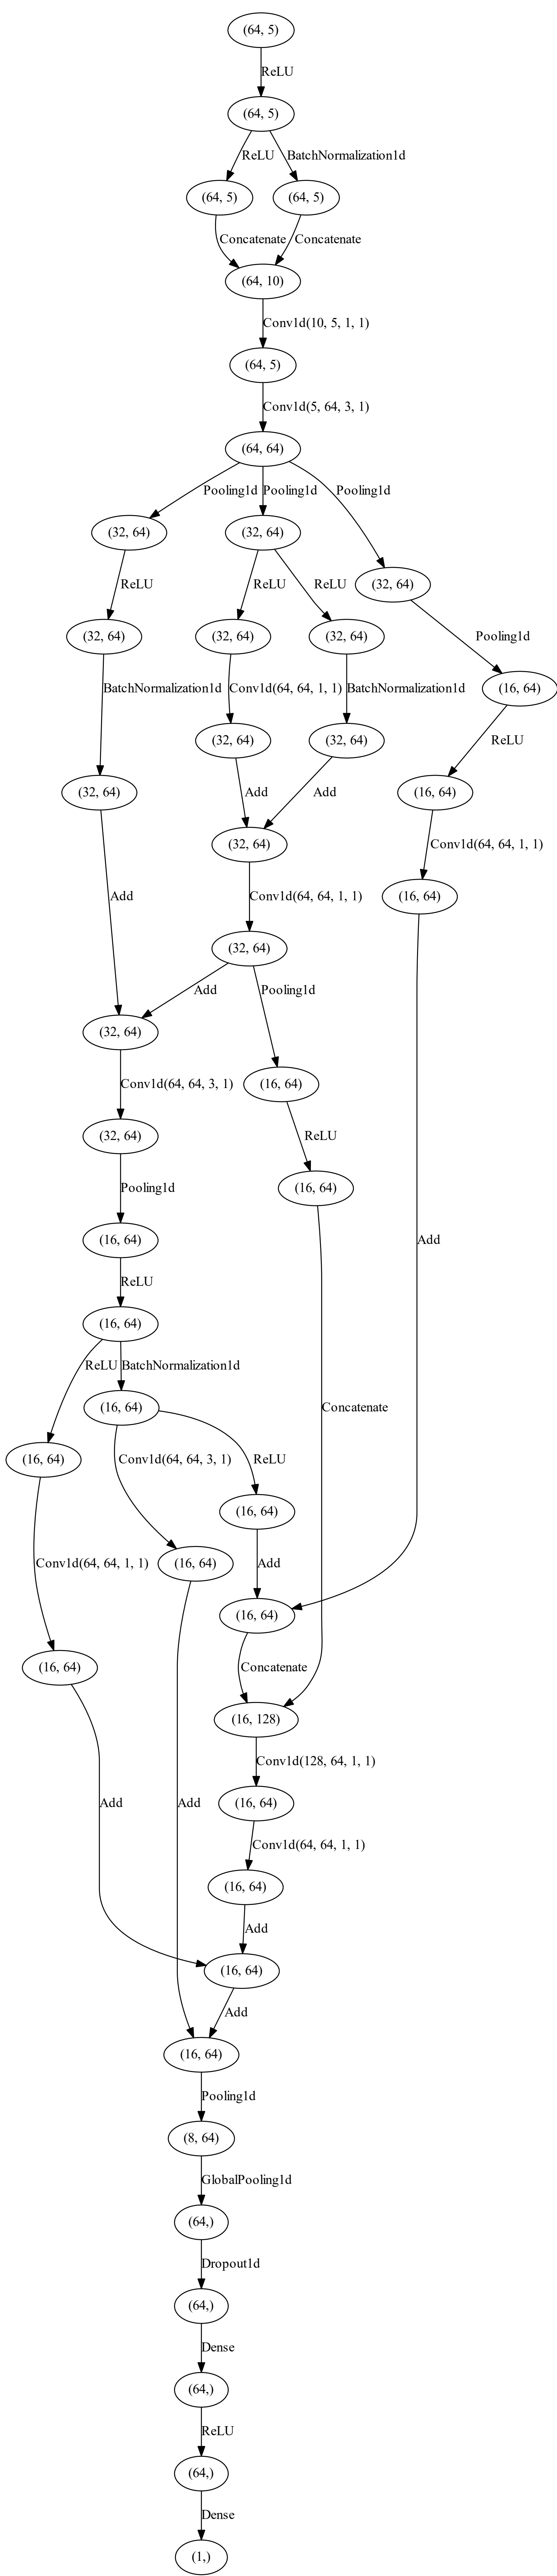 (64, 5)
ReLU
(64, 5)
ReLU BatchNormalization1d
(64, 5) (64, 5)
Concatenate Concatenate
(64, 10)
Conv1d(10, 5, 1, 1)
(64, 5)
Conv1d(5, 64, 3, 1)
(64, 64)
Pooling1d Pooling1d Pooling1d
(32, 64) (32, 64)
(32, 64)
ReLU ReLU ReLU
(32, 64) (32, 64) (32, 64) Pooling1d
BatchNormalization1d Conv1d(64, 64, 1, 1) BatchNormalization1d (16, 64)
(32, 64) (32, 64) ReLU
(32, 64) Add Add (16, 64)
(32, 64) Conv1d(64, 64, 1, 1)
Add Conv1d(64, 64, 1, 1) (16, 64)
(32, 64)
Add Pooling1d
(32, 64)
Conv1d(64, 64, 3, 1) (16, 64)
(32, 64) ReLU
Pooling1d (16, 64)
(16, 64) Add
ReLU
(16, 64)
ReLU BatchNormalization1d
(16, 64) Concatenate
(16, 64) Conv1d(64, 64, 3, 1) ReLU
(16, 64)
Conv1d(64, 64, 1, 1) (16, 64) Add
(16, 64)
(16, 64) Concatenate
(16, 128)
Conv1d(128, 64, 1, 1)
Add Add (16, 64)
Conv1d(64, 64, 1, 1)
(16, 64)
Add
(16, 64)
Add
(16, 64)
Pooling1d
(8, 64)
GlobalPooling1d
(64,)
Dropout1d
(64,)
Dense
(64,)
ReLU
(64,)
Dense
(1,)